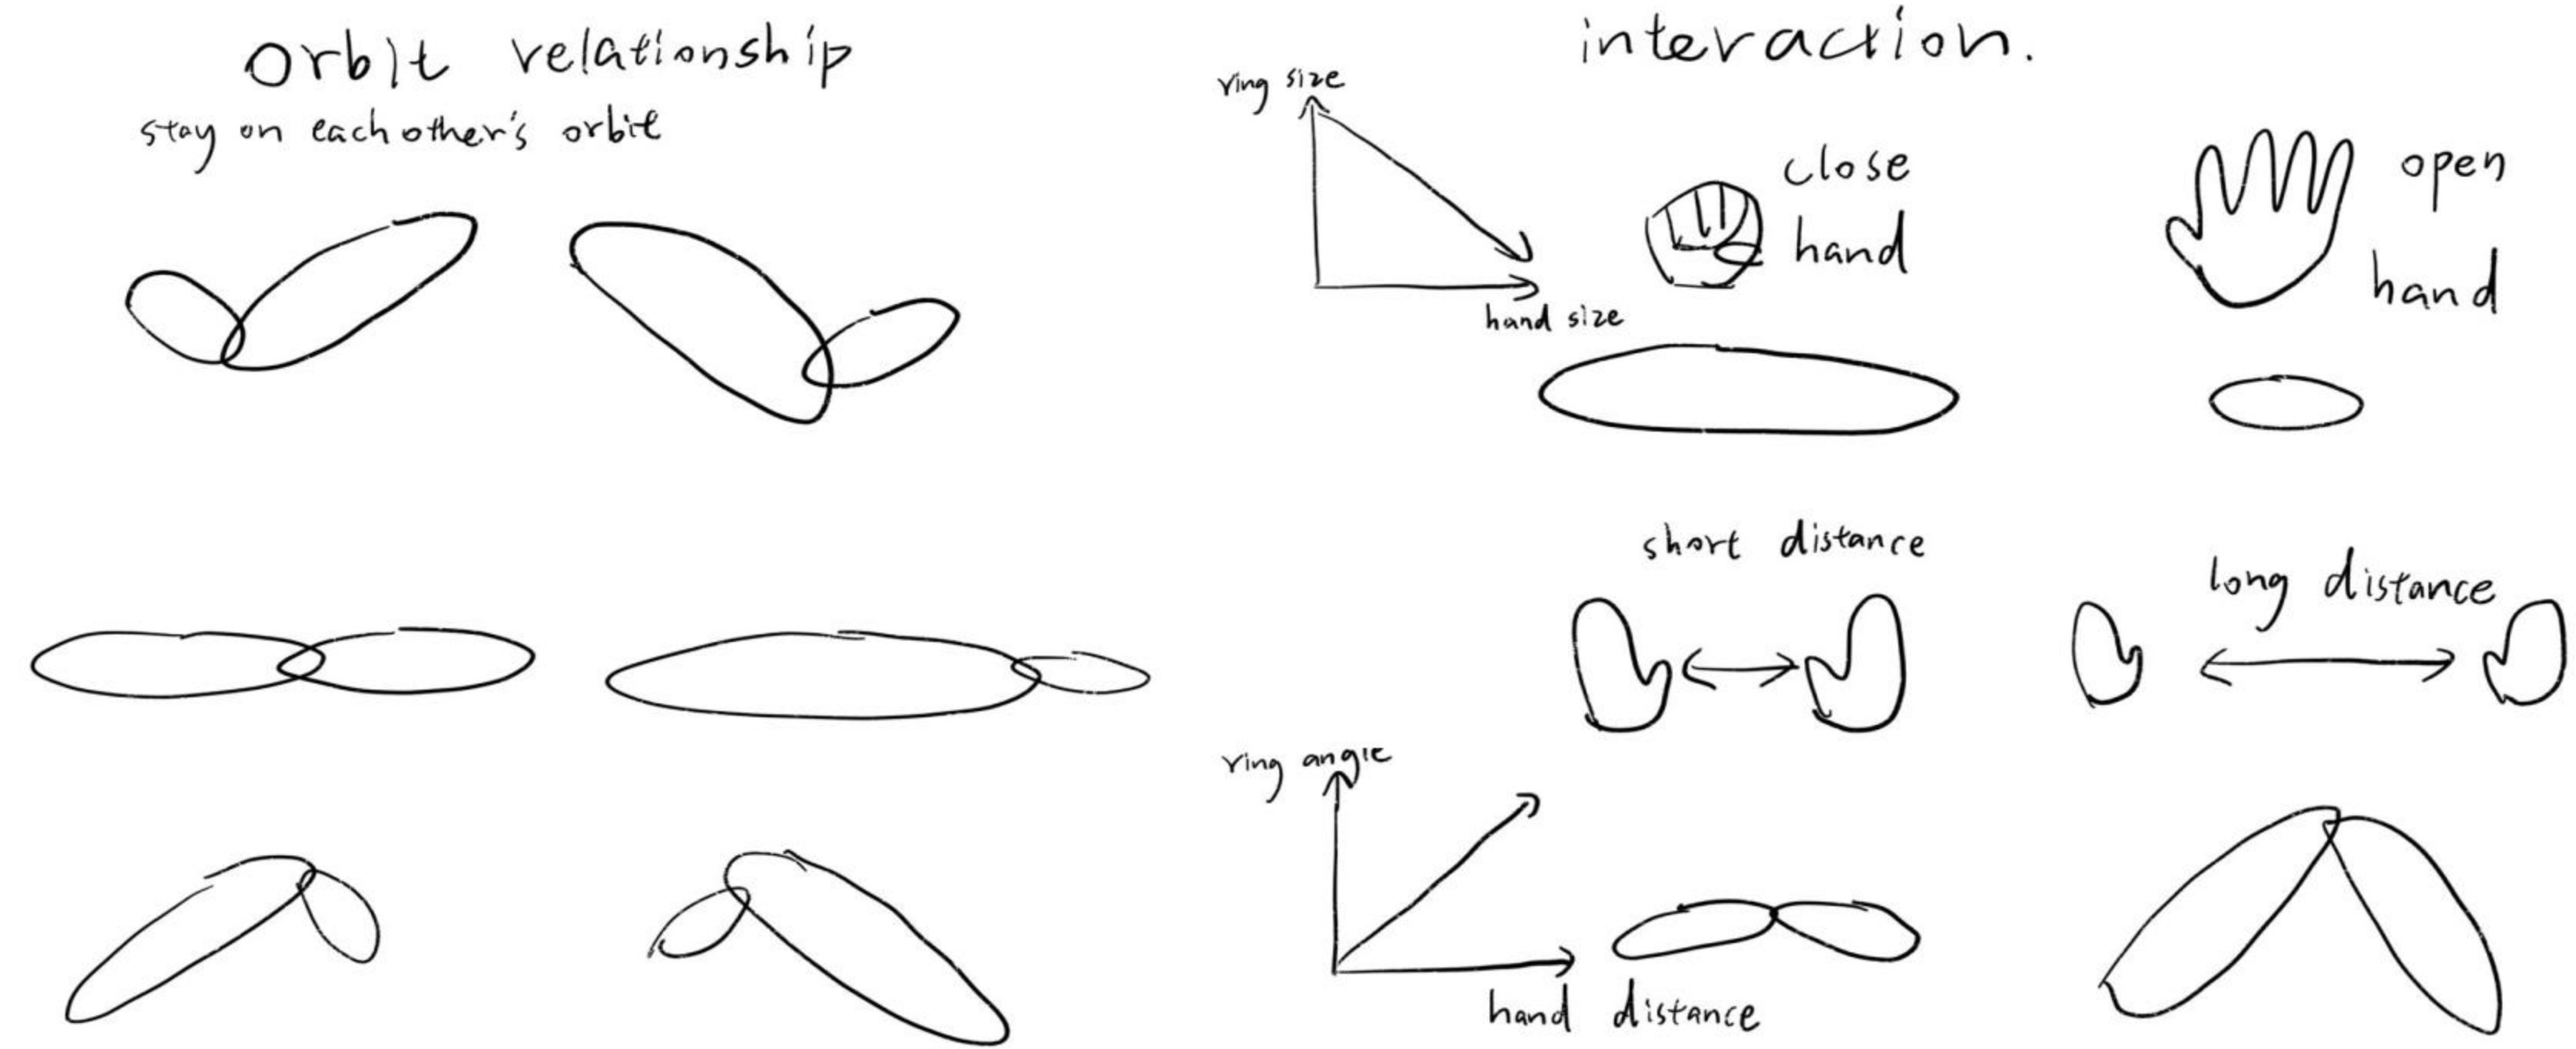 orbit relationship
stay on each other's orbit
interaction.
ring size
hand size
close
hand
open
hand
short distance
long distance
ring angle
hand distance